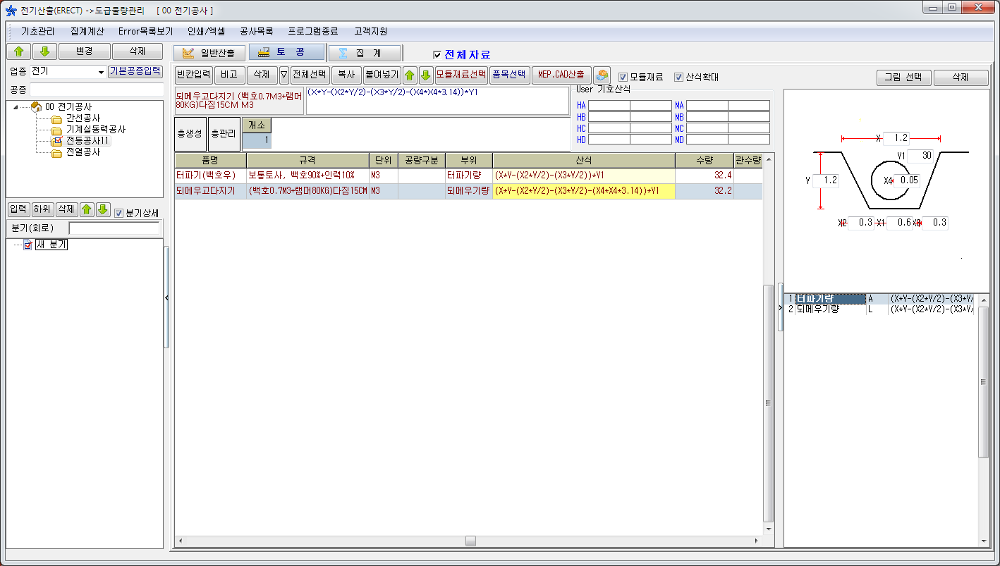 전기산출(ERECT) ->도급물량관리 [ 00 전기공사 ]
기초관리 집계계산 Error목록보기 인쇄/엑셀 공사목록 프로그램종료 고객지원
변경 삭제 일반산출 토 공 집 계 전체자료
업종 전기 기본공종입력
공종
빈칸입력 비고 삭제 ▽ 전체선택 복사 붙여넣기 모듈재료선택 품목선택 MEP.CAD산출 모듈재료 산식확대 그림 선택 삭제
되메우고다지기 (백호0.7M3+램머
80KG)다짐15CM M3
(X*Y-(X2*Y/2)-(X3*Y/2)-(X4*X4*3.14))*Y1
User 기호산식
HA MA
HB MB
HC MC
HD MD
층생성 층관리 개소
1
00 전기공사
간선공사
기계실동력공사
전등공사11
전열공사
품명 규격 단위 공량구분 부위 산식 수량 관수량
터파기(백호우) 보통토사, 백호90%+인력10% M3 터파기량 (X*Y-(X2*Y/2)-(X3*Y/2))*Y1 32.4
되메우고다지기 (백호0.7M3+램머80KG)다짐15CM M3 되메우기량 (X*Y-(X2*Y/2)-(X3*Y/2)-(X4*X4*3.14))*Y1 32.2
입력 하위 삭제 분기상세
분기(회로)
새 분기
X 1.2
Y1 30
Y 1.2
X4 0.05
X2 0.3 X1 0.6 X3 0.3
1 터파기량 A (X*Y-(X2*Y/2)-(X3*Y/
2 되메우기량 L (X*Y-(X2*Y/2)-(X3*Y/